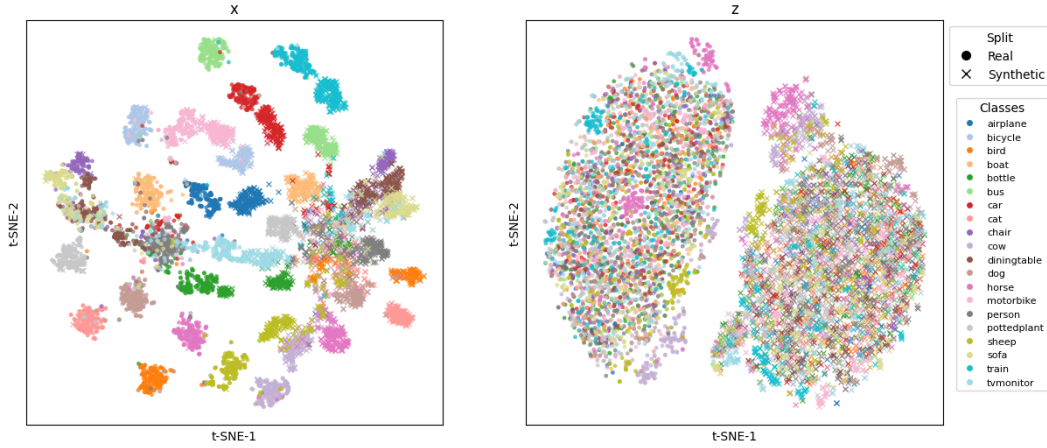 x
z
t-SNE-2
t-SNE-1
t-SNE-2
t-SNE-1
Split
Real
Synthetic
Classes
airplane
bicycle
bird
boat
bottle
bus
car
cat
chair
cow
diningtable
dog
horse
motorbike
person
pottedplant
sheep
sofa
train
tvmonitor